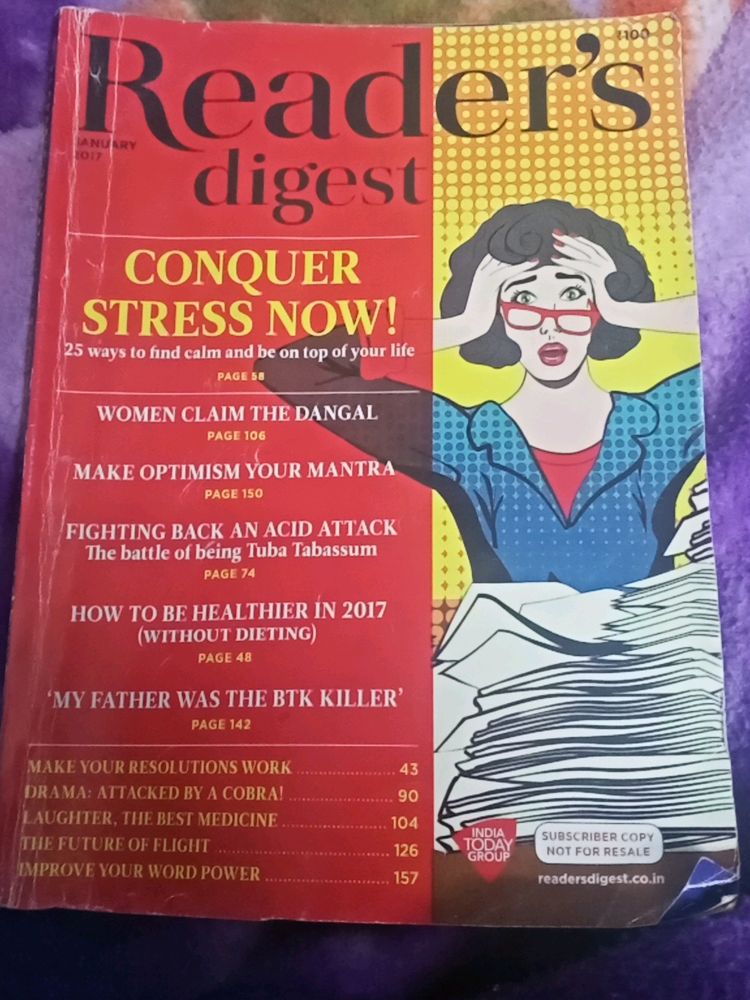 ₹100
Reader's
JANUARY
2017
digest
CONQUER
STRESS NOW!
25 ways to find calm and be on top of your life
PAGE 58
WOMEN CLAIM THE DANGAL
PAGE 106
MAKE OPTIMISM YOUR MANTRA
PAGE 150
FIGHTING BACK AN ACID ATTACK
The battle of being Tuba Tabassum
PAGE 74
HOW TO BE HEALTHIER IN 2017
(WITHOUT DIETING)
PAGE 48
‘MY FATHER WAS THE BTK KILLER’
PAGE 142
MAKE YOUR RESOLUTIONS WORK 43
DRAMA: ATTACKED BY A COBRA! 90
LAUGHTER, THE BEST MEDICINE 104
THE FUTURE OF FLIGHT 126
IMPROVE YOUR WORD POWER 157
INDIA
TODAY
GROUP
SUBSCRIBER COPY
NOT FOR RESALE
readersdigest.co.in